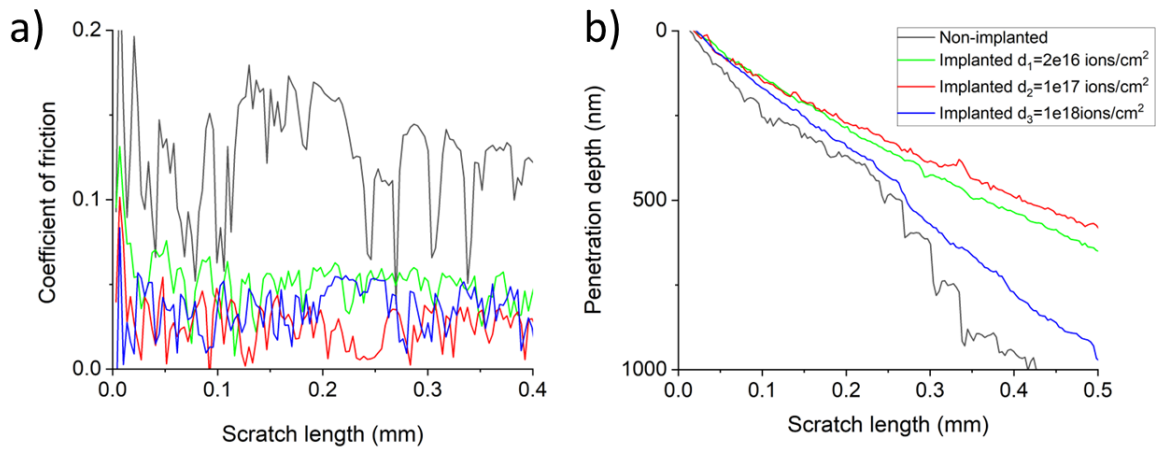 a)
0.2
0.1
0.0
Coefficient of friction
0.0 0.1 0.2 0.3 0.4
Scratch length (mm)
b)
0
500
1000
Penetration depth (nm)
0.0 0.1 0.2 0.3 0.4 0.5
Scratch length (mm)
Non-implanted
Implanted d₁=2e16 ions/cm²
Implanted d₂=1e17 ions/cm²
Implanted d₃=1e18ions/cm²